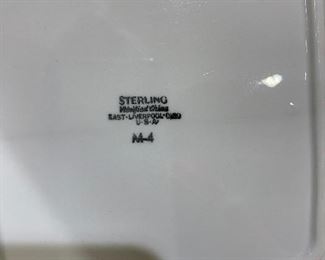 STERLING
Vitrified China
EAST-LIVERPOOL-OHIO
U-S-A
M-4